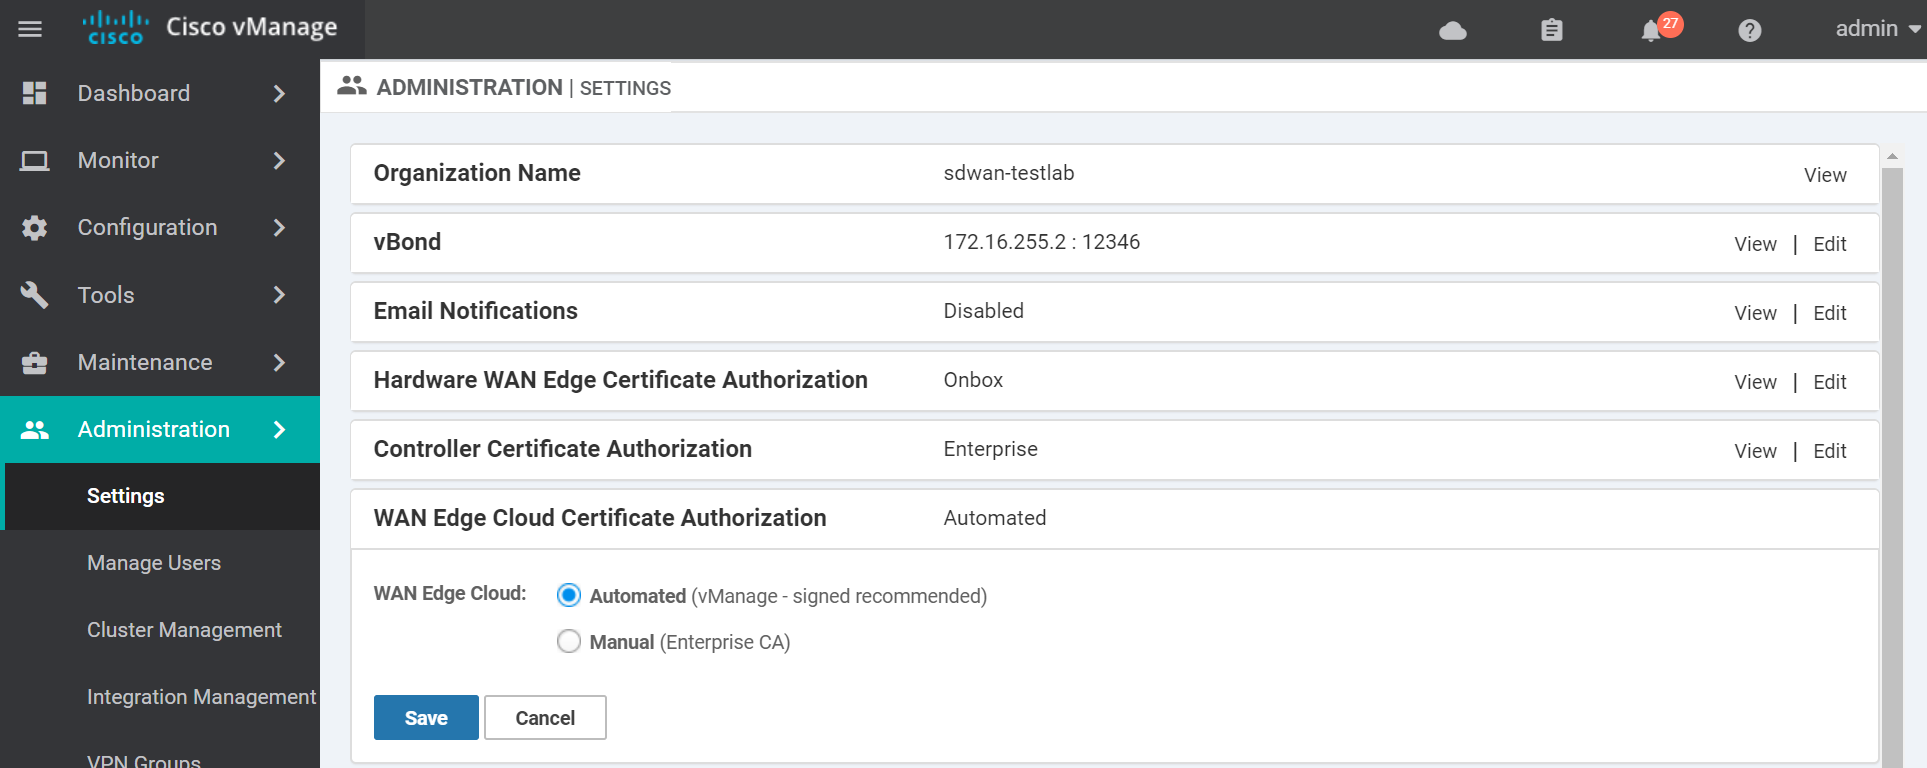 CISCO Cisco vManage
27
admin
Dashboard
Monitor
Configuration
Tools
Maintenance
Administration
Settings
Manage Users
Cluster Management
Integration Management
VPN Groups
ADMINISTRATION | SETTINGS
Organization Name sdwan-testlab View
vBond 172.16.255.2 : 12346 View | Edit
Email Notifications Disabled View | Edit
Hardware WAN Edge Certificate Authorization Onbox View | Edit
Controller Certificate Authorization Enterprise View | Edit
WAN Edge Cloud Certificate Authorization Automated
WAN Edge Cloud: Automated (vManage - signed recommended)
Manual (Enterprise CA)
Save Cancel